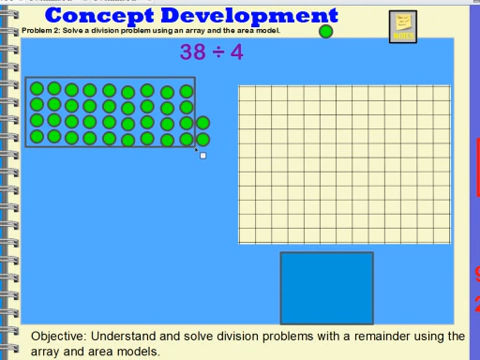 Concept Development
Problem 2: Solve a division problem using an array and the area model.
38 ÷ 4
Objective: Understand and solve division problems with a remainder using the
array and area models.